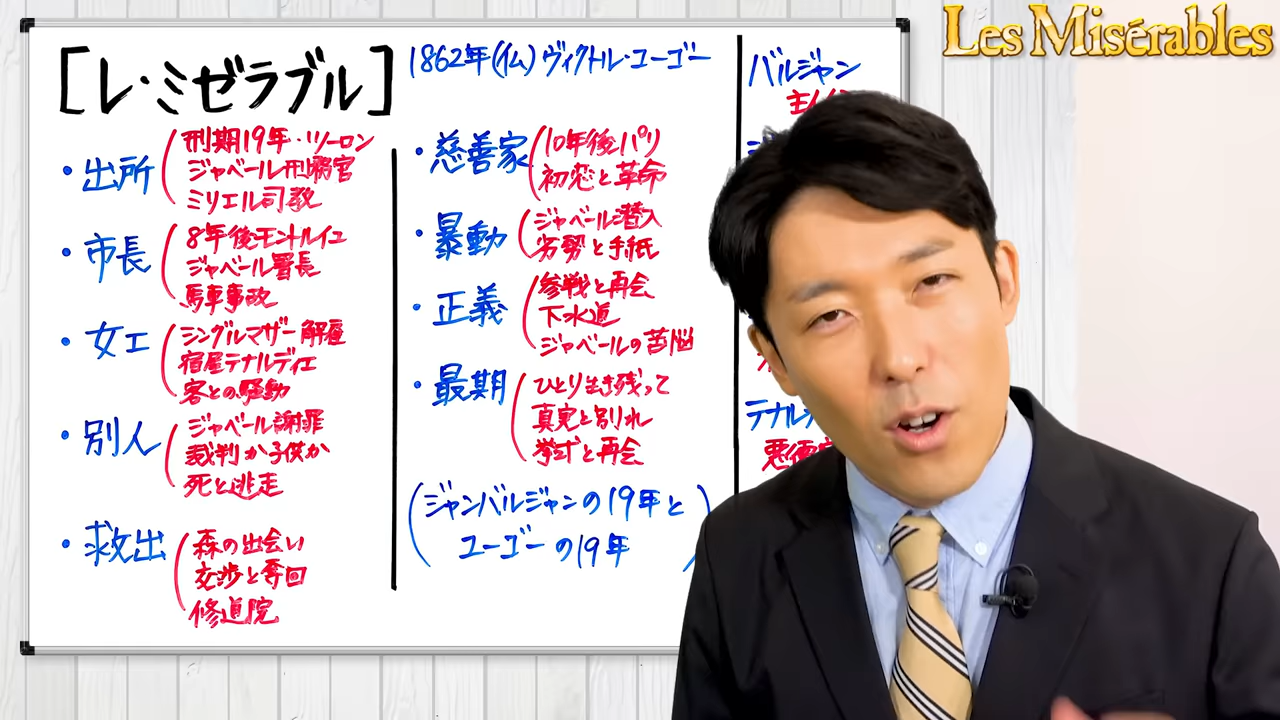 Les Misérables
[レ・ミゼラブル]
・出所
刑期19年・ツーロン
ジャベール刑務官
ミリエル司教
・市長
8年後モントルイユ
ジャベール署長
馬車事故
・女工
シングルマザー解雇
宿屋テナルディエ
客との騒動
・別人
ジャベール謝罪
裁判か子供か
死と逃走
・救出
森の出会い
交渉と奪回
修道院
1862年(仏)ヴィクトル・ユーゴー
・慈善家
10年後パリ
初恋と革命
・暴動
ジャベール潜入
労努と手紙
・正義
参戦と再会
下水道
ジャベールの苦悩
・最期
ひとり生き残って
真実と別れ
挙式と再会
(ジャンバルジャンの19年と
ユーゴーの19年)
バルジャン
主人
テナル
悪